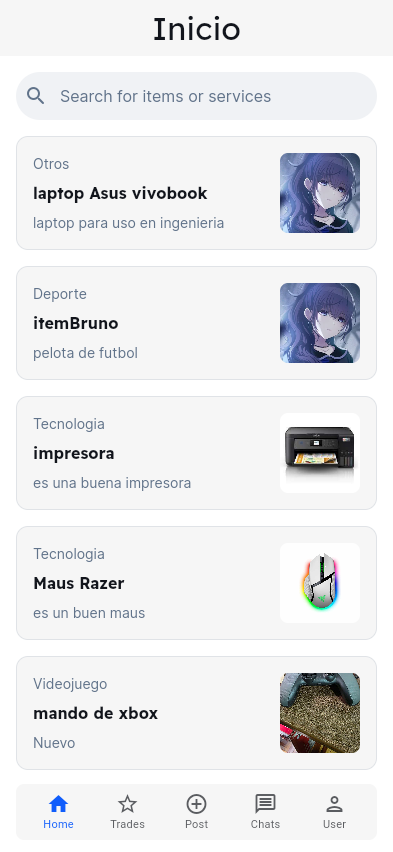 Inicio
Search for items or services
Otros
laptop Asus vivobook
laptop para uso en ingenieria
Deporte
itemBruno
pelota de futbol
Tecnologia
impresora
es una buena impresora
Tecnologia
Maus Razer
es un buen maus
Videojuego
mando de xbox
Nuevo
Home Trades Post Chats User